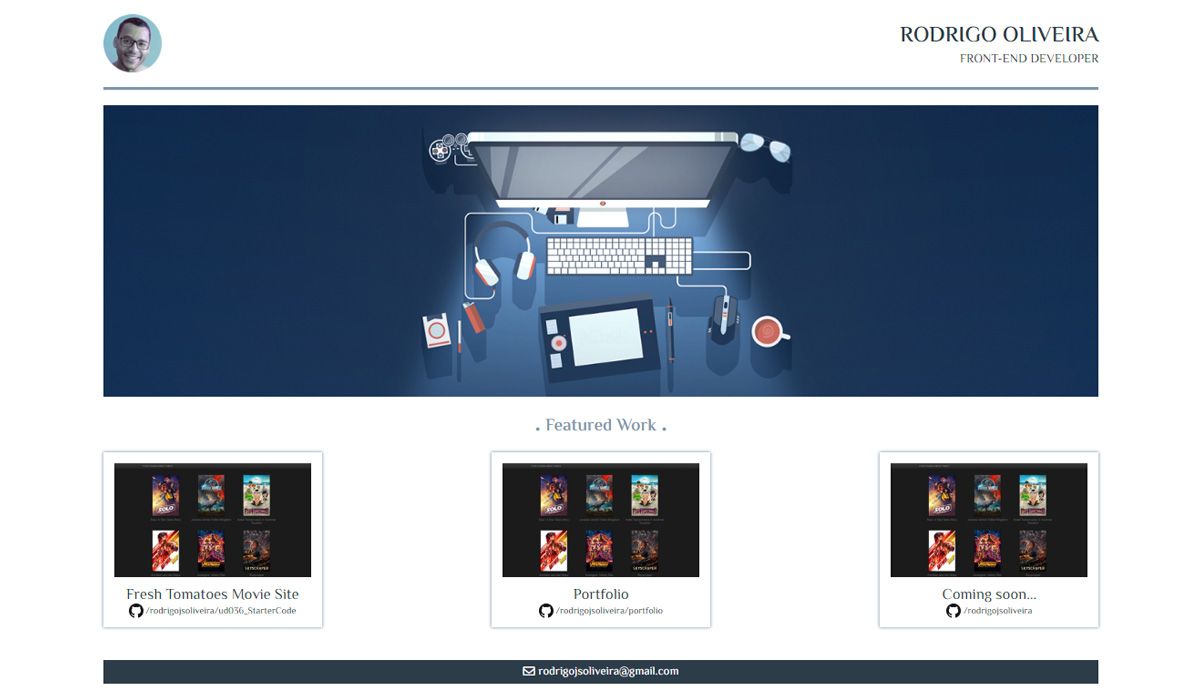 RODRIGO OLIVEIRA
FRONT-END DEVELOPER
. Featured Work .
Fresh Tomatoes Movie Site
/rodrigojsoliveira/ud036_StarterCode
Portfolio
/rodrigojsoliveira/portfolio
Coming soon...
/rodrigojsoliveira
rodrigojsoliveira@gmail.com